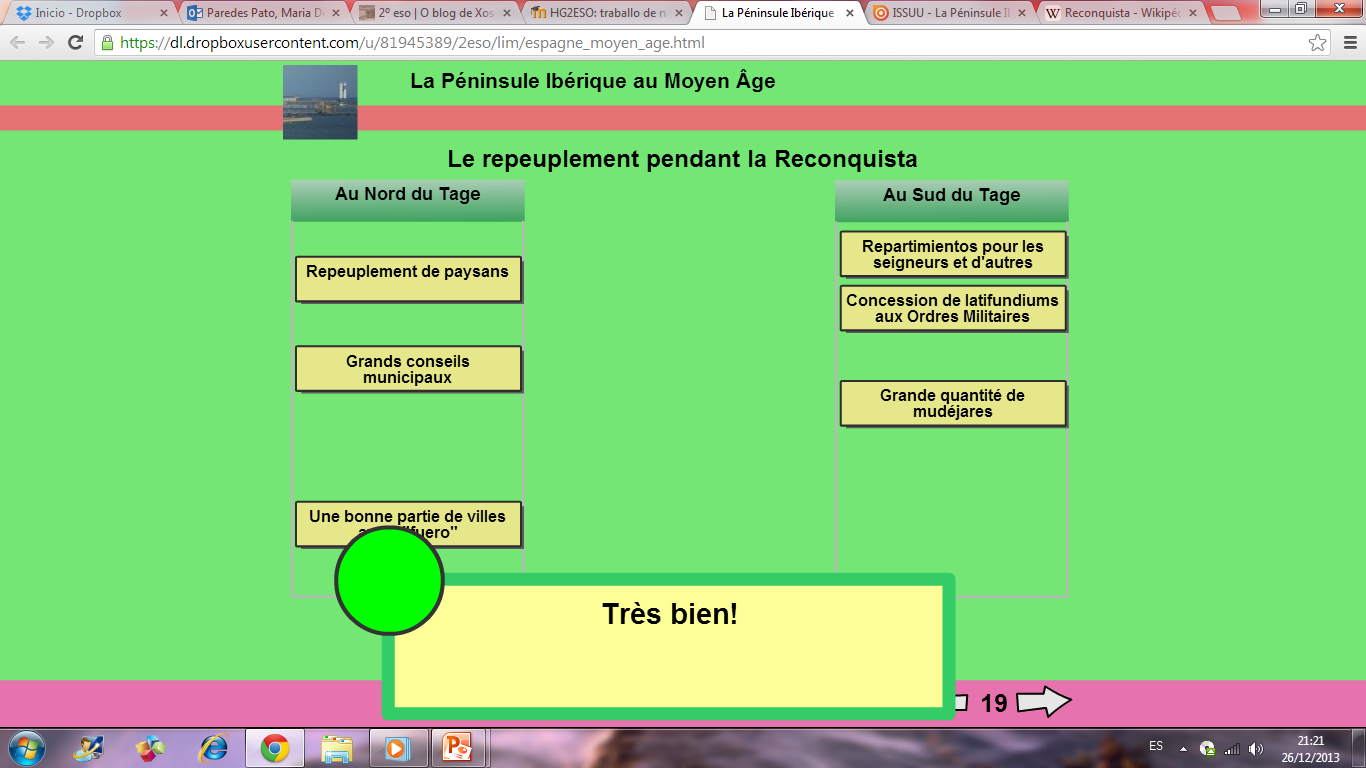 Inicio - Dropbox
Paredes Pato, Maria D
2º eso | O blog de Xos
HG2ESO: traballo de n
La Péninsule Ibérique
ISSUU - La Péninsule I
Reconquista - Wikipéd
https://dl.dropboxusercontent.com/u/81945389/2eso/lim/espagne_moyen_age.html
La Péninsule Ibérique au Moyen Âge
Le repeuplement pendant la Reconquista
Au Nord du Tage
Repeuplement de paysans
Grands conseils
municipaux
Une bonne partie de villes
fuero"
Au Sud du Tage
Repartimientos pour les
seigneurs et d'autres
Concession de latifundiums
aux Ordres Militaires
Grande quantité de
mudéjares
Très bien!
19
ES
21:21
26/12/2013